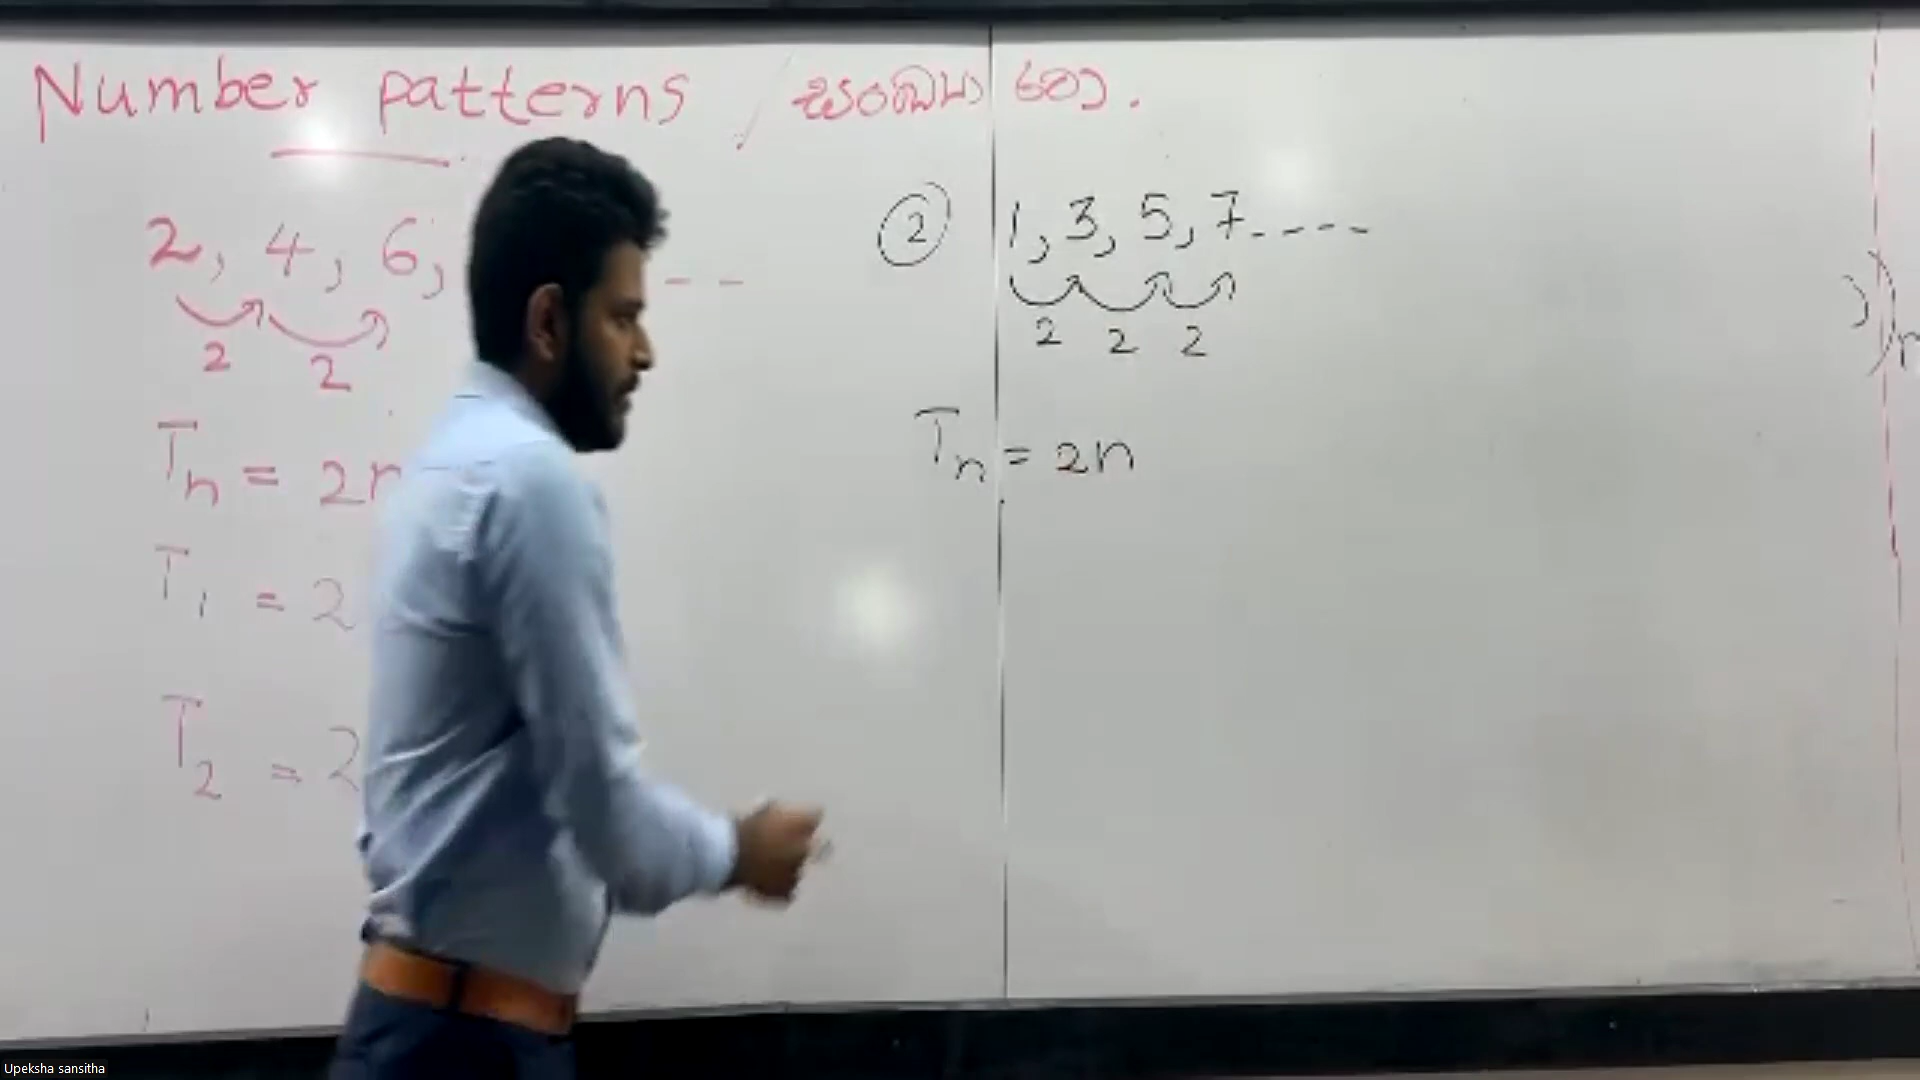 Number patterns / සංඛ්‍යා රටා.
2, 4, 6, - -
2 2
Tn = 2n
T1 = 2
T2 = 2
② 1, 3, 5, 7 - - - -
2 2 2
Tn = 2n
Upeksha sansitha